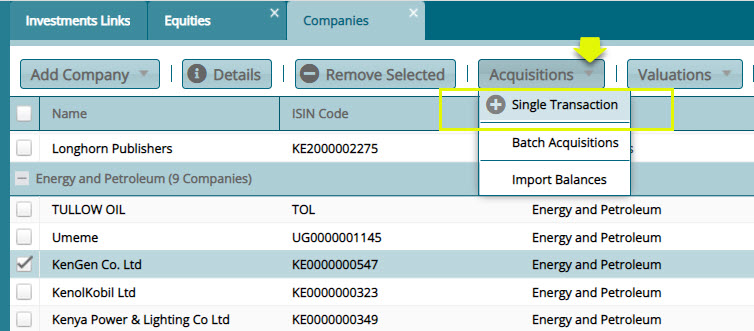 Investments Links Equities Companies
Add Company Details Remove Selected Acquisitions Valuations
Single Transaction
Name ISIN Code
Batch Acquisitions
Longhorn Publishers KE2000002275 s
Import Balances
Energy and Petroleum (9 Companies)
TULLOW OIL TOL Energy and Petroleum
Umeme UG0000001145 Energy and Petroleum
KenGen Co. Ltd KE0000000547 Energy and Petroleum
KenolKobil Ltd KE0000000323 Energy and Petroleum
Kenya Power & Lighting Co Ltd KE0000000349 Energy and Petroleum